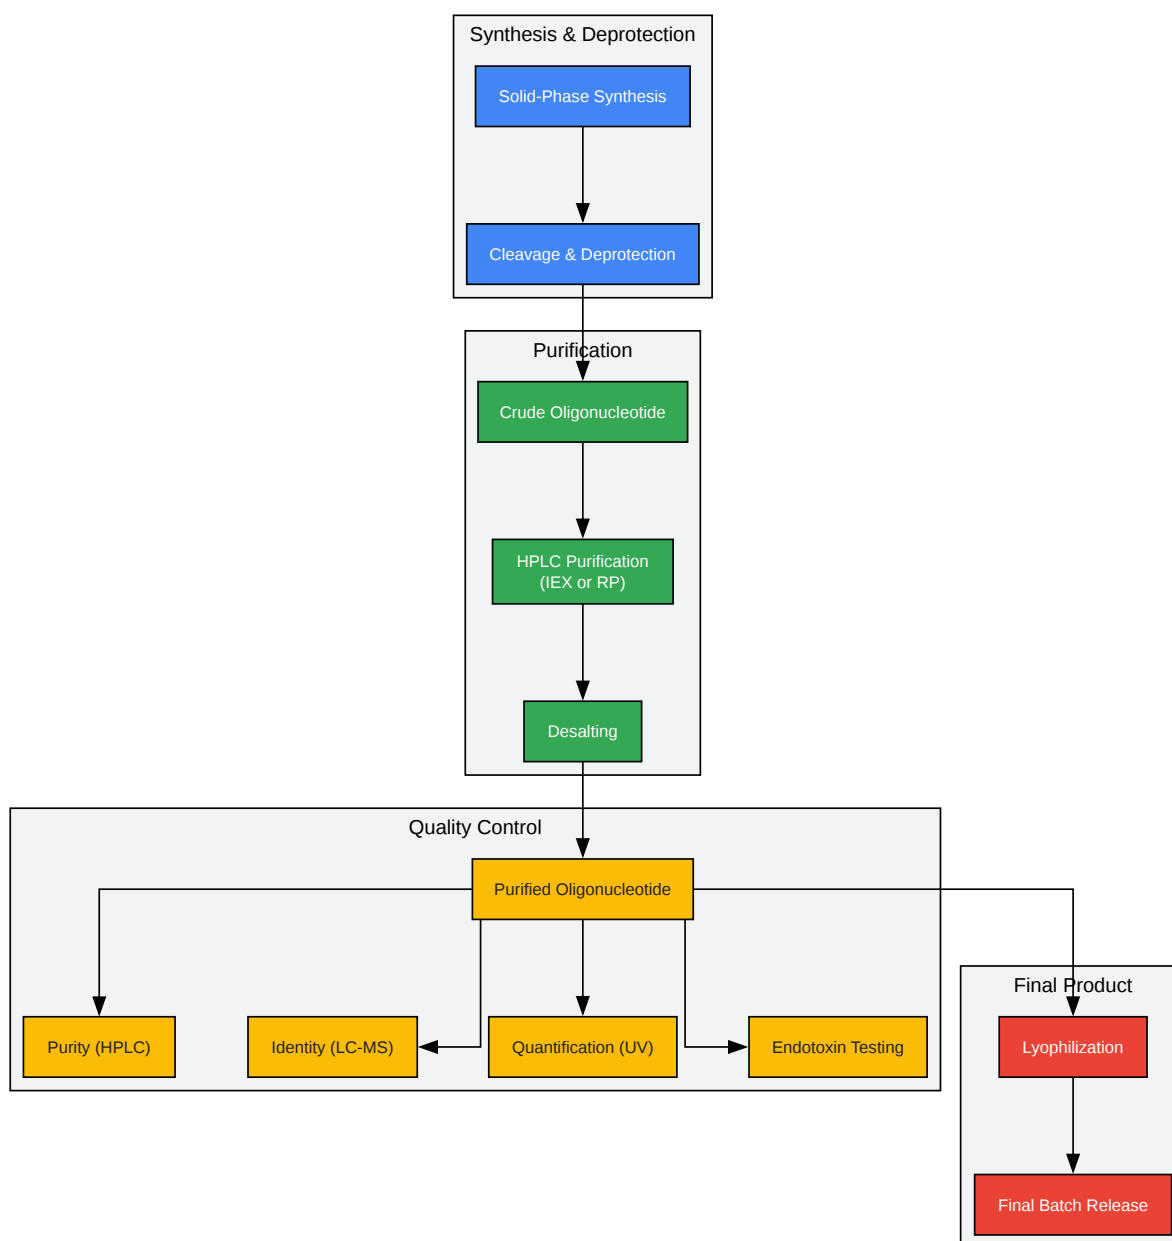 Synthesis & Deprotection
Solid-Phase Synthesis
Cleavage & Deprotection
Purification
Crude Oligonucleotide
HPLC Purification
(IEX or RP)
Desalting
Quality Control
Purified Oligonucleotide
Purity (HPLC)
Identity (LC-MS)
Quantification (UV)
Endotoxin Testing
Final Product
Lyophilization
Final Batch Release